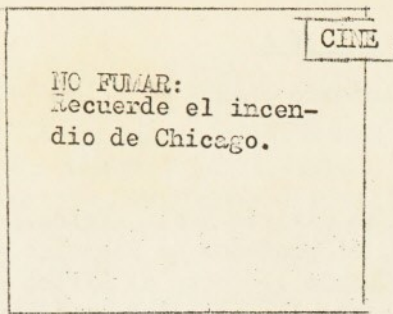 CINE
NO FUMAR:
Recuerde el incen-
dio de Chicago.